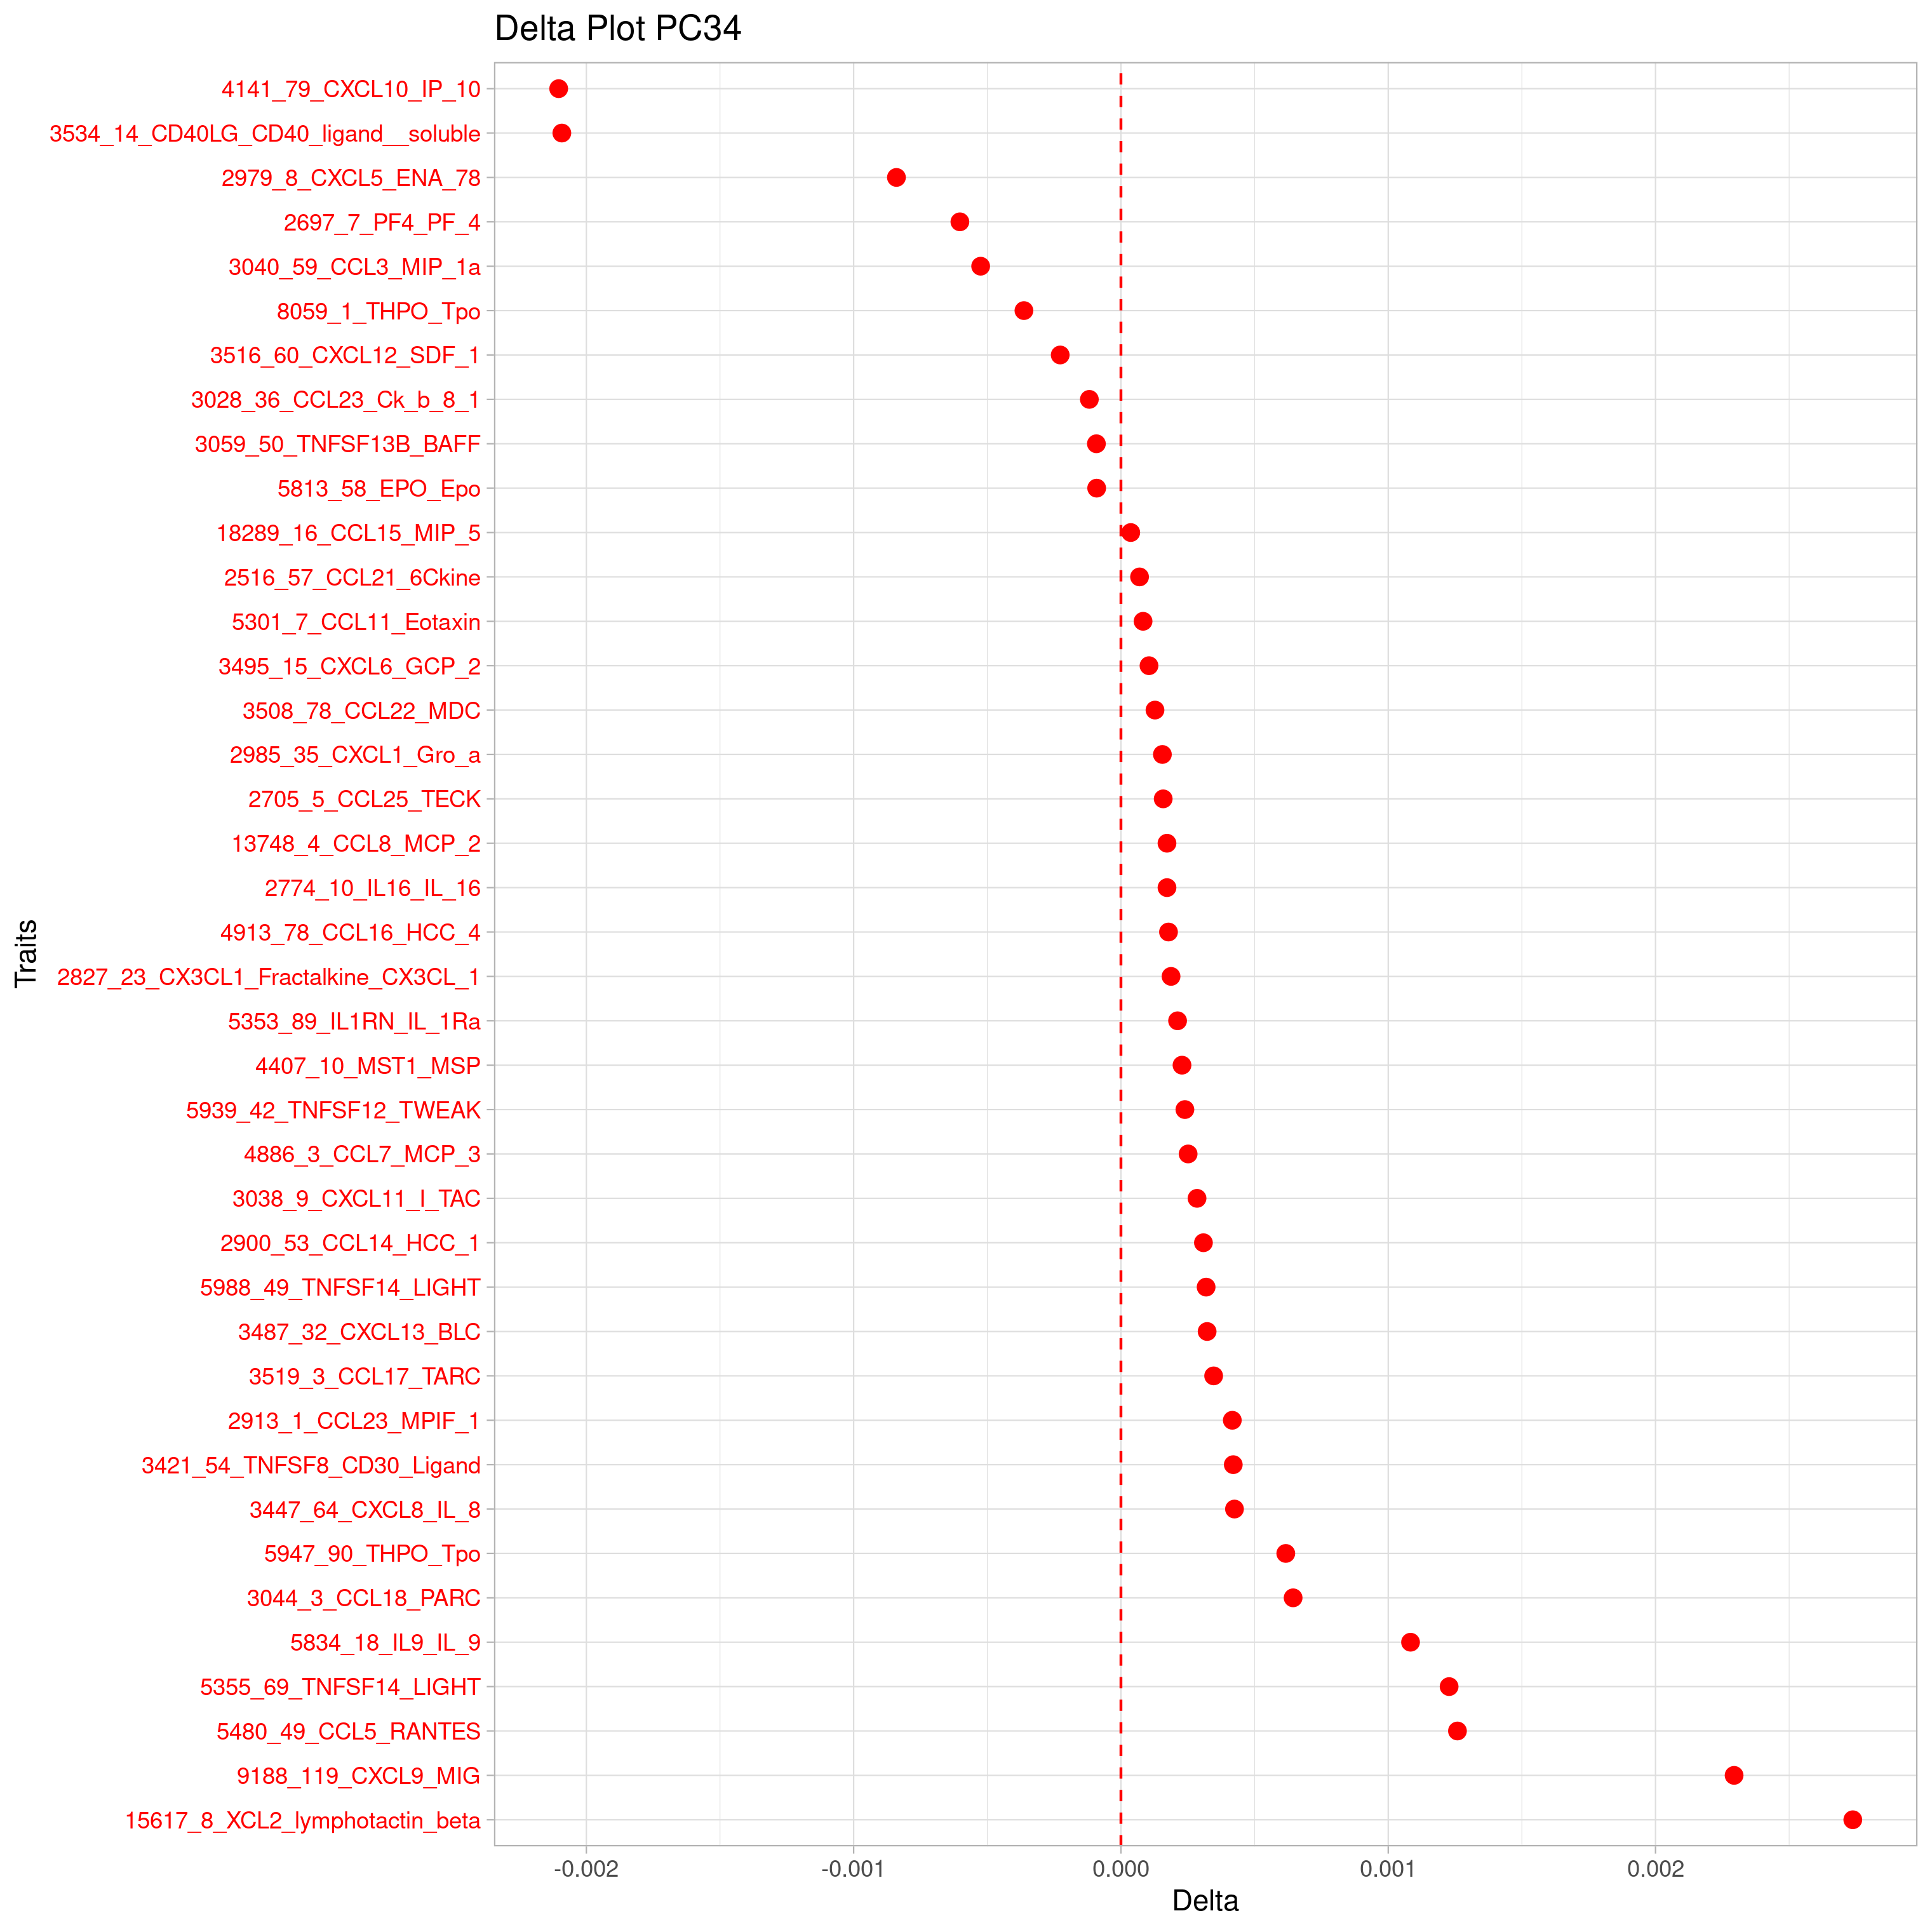 Delta Plot PC34
4141_79_CXCL10_IP_10
3534_14_CD40LG_CD40_ligand__soluble
2979_8_CXCL5_ENA_78
2697_7_PF4_PF_4
3040_59_CCL3_MIP_1a
8059_1_THPO_Tpo
3516_60_CXCL12_SDF_1
3028_36_CCL23_Ck_b_8_1
3059_50_TNFSF13B_BAFF
5813_58_EPO_Epo
18289_16_CCL15_MIP_5
2516_57_CCL21_6Ckine
5301_7_CCL11_Eotaxin
3495_15_CXCL6_GCP_2
3508_78_CCL22_MDC
2985_35_CXCL1_Gro_a
2705_5_CCL25_TECK
13748_4_CCL8_MCP_2
2774_10_IL16_IL_16
4913_78_CCL16_HCC_4
2827_23_CX3CL1_Fractalkine_CX3CL_1
5353_89_IL1RN_IL_1Ra
4407_10_MST1_MSP
5939_42_TNFSF12_TWEAK
4886_3_CCL7_MCP_3
3038_9_CXCL11_I_TAC
2900_53_CCL14_HCC_1
5988_49_TNFSF14_LIGHT
3487_32_CXCL13_BLC
3519_3_CCL17_TARC
2913_1_CCL23_MPIF_1
3421_54_TNFSF8_CD30_Ligand
3447_64_CXCL8_IL_8
5947_90_THPO_Tpo
3044_3_CCL18_PARC
5834_18_IL9_IL_9
5355_69_TNFSF14_LIGHT
5480_49_CCL5_RANTES
9188_119_CXCL9_MIG
15617_8_XCL2_lymphotactin_beta
Traits
-0.002 -0.001 0.000 0.001 0.002
Delta